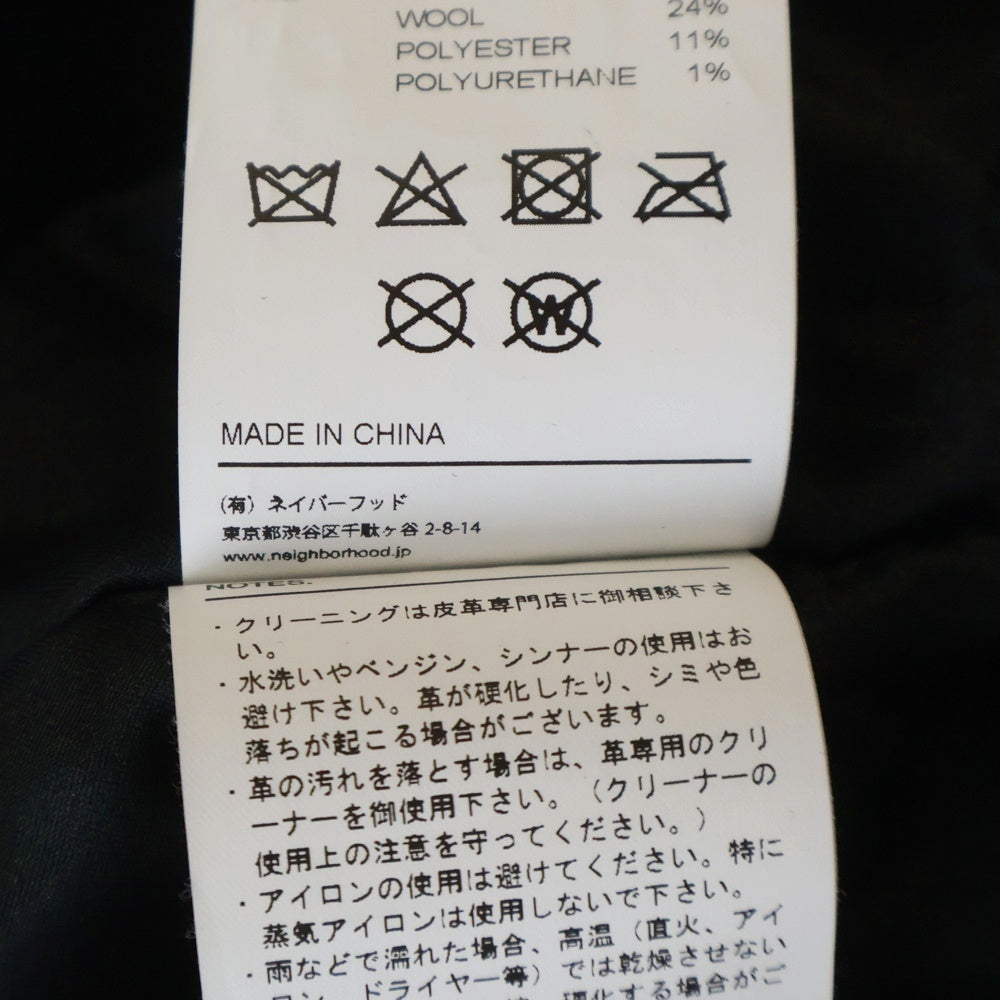 WOOL 24%
POLYESTER 11%
POLYURETHANE 1%
W
MADE IN CHINA
(有) ネイバーフッド
東京都渋谷区千駄ヶ谷 2-8-14
www.neighborhood.jp
NOTES.
・クリーニングは皮革専門店に御相談下さ
い。
・水洗いやベンジン、シンナーの使用はお
避け下さい。革が硬化したり、シミや色
落ちが起こる場合がございます。
・革の汚れを落とす場合は、革専用のクリ
ーナーを御使用下さい。（クリーナーの
使用上の注意を守ってください。）
・アイロンの使用は避けてください。特に
蒸気アイロンは使用しないで下さい。
・雨などで濡れた場合、高温（直火、アイ
ロン、ドライヤー等）では乾燥させない
硬化する場合がご